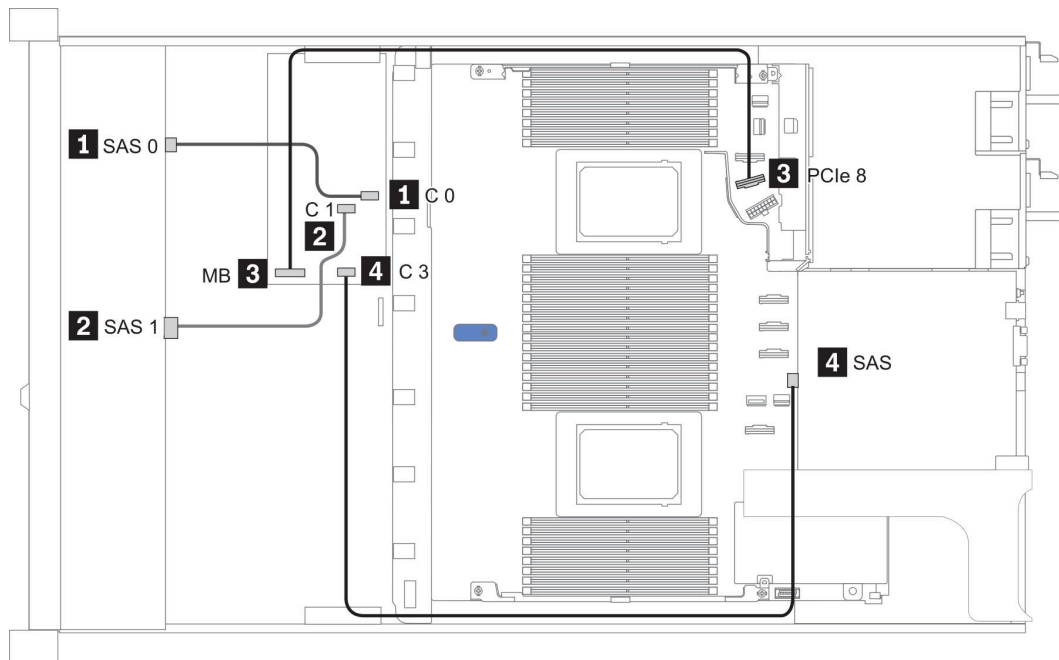 1 SAS 0
3 PCIe 8
1 C 0
C 1
2
MB 3
4 C 3
2 SAS 1
4 SAS